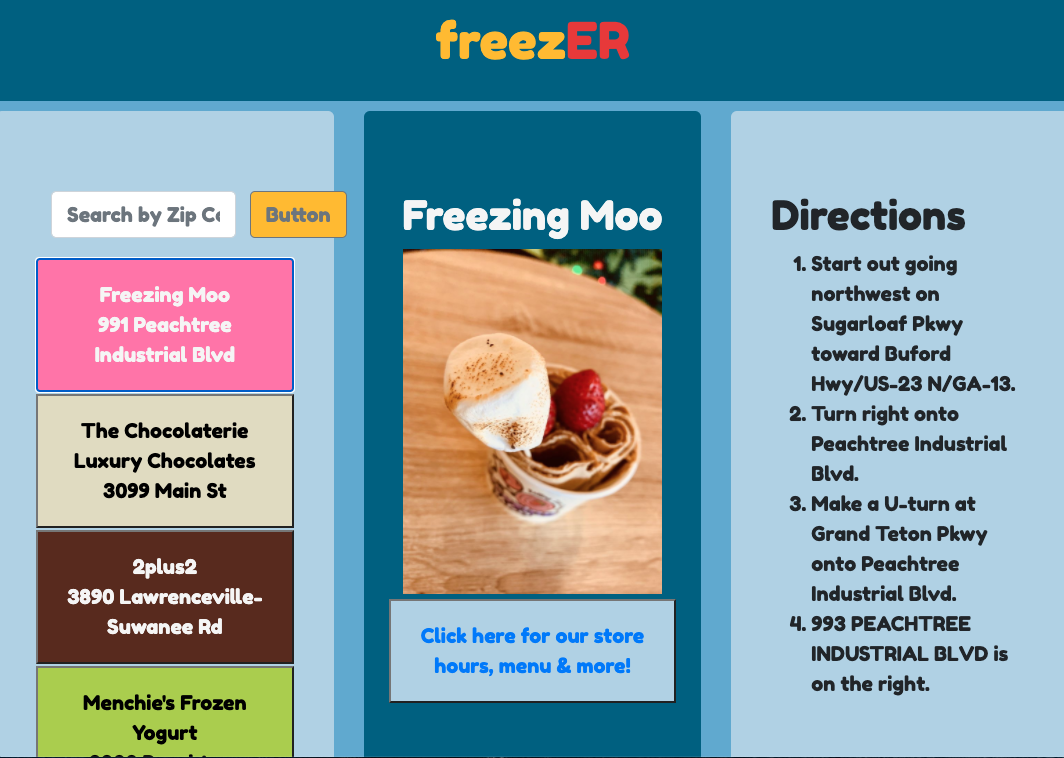 freezER
Search by Zip
Button
Freezing Moo
991 Peachtree
Industrial Blvd
The Chocolaterie
Luxury Chocolates
3099 Main St
2plus2
3890 Lawrenceville-
Suwanee Rd
Menchie's Frozen
Yogurt
Freezing Moo
Click here for our store
hours, menu & more!
Directions
1. Start out going
northwest on
Sugarloaf Pkwy
toward Buford
Hwy/US-23 N/GA-13.
2. Turn right onto
Peachtree Industrial
Blvd.
3. Make a U-turn at
Grand Teton Pkwy
onto Peachtree
Industrial Blvd.
4. 993 PEACHTREE
INDUSTRIAL BLVD is
on the right.